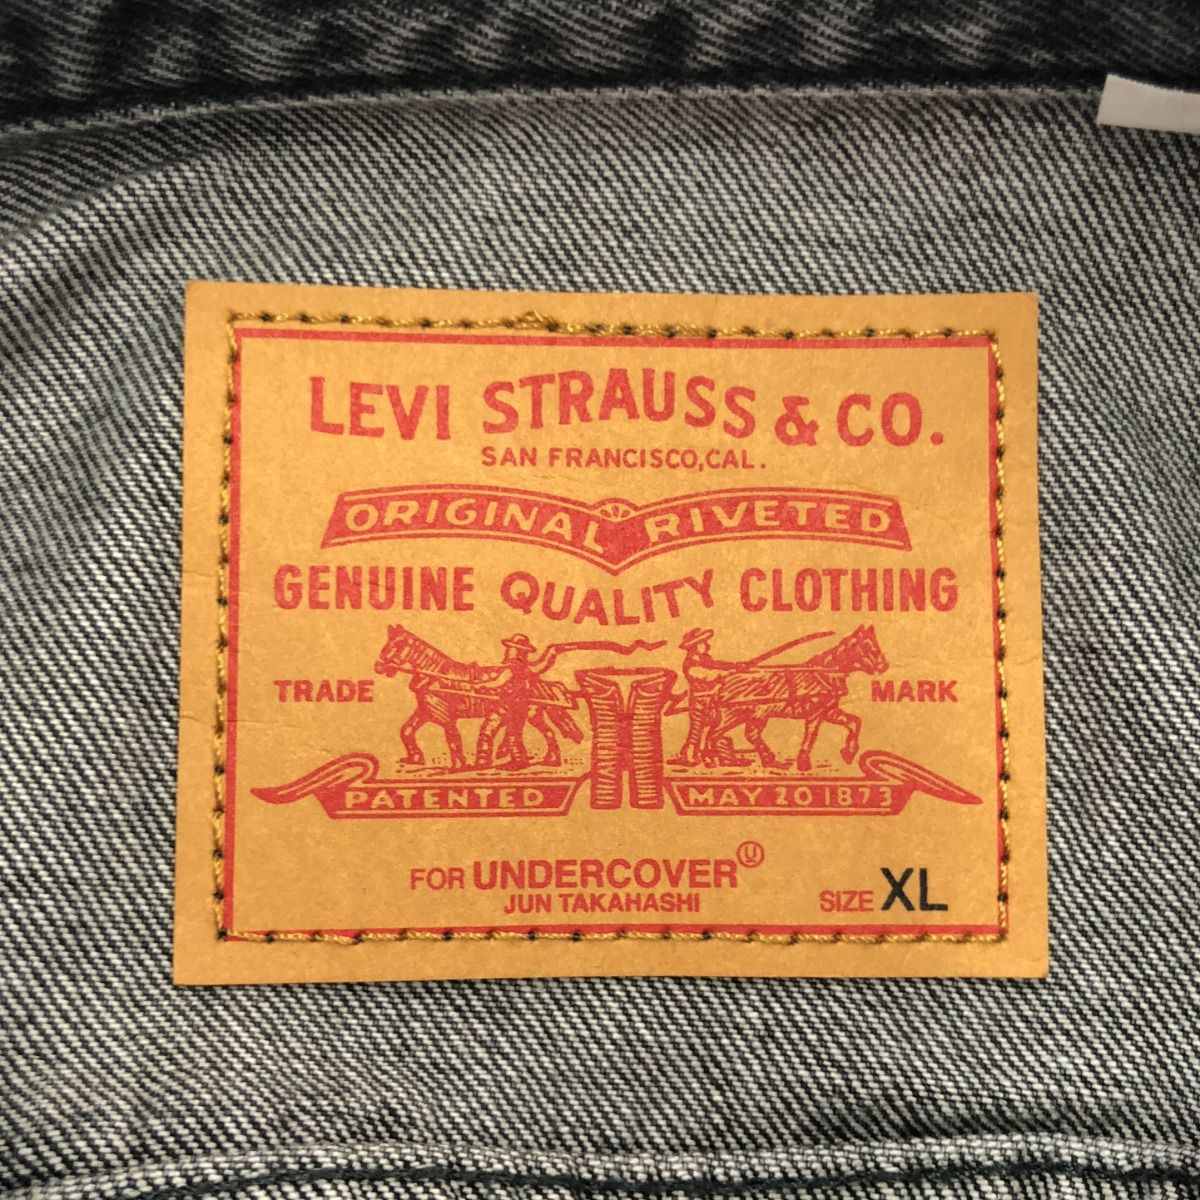 LEVI STRAUSS & CO.
SAN FRANCISCO, CAL.
ORIGINAL RIVETED
GENUINE QUALITY CLOTHING
TRADE MARK
PATENTED MAY 20 1873
FOR UNDERCOVER U
JUN TAKAHASHI
SIZE XL